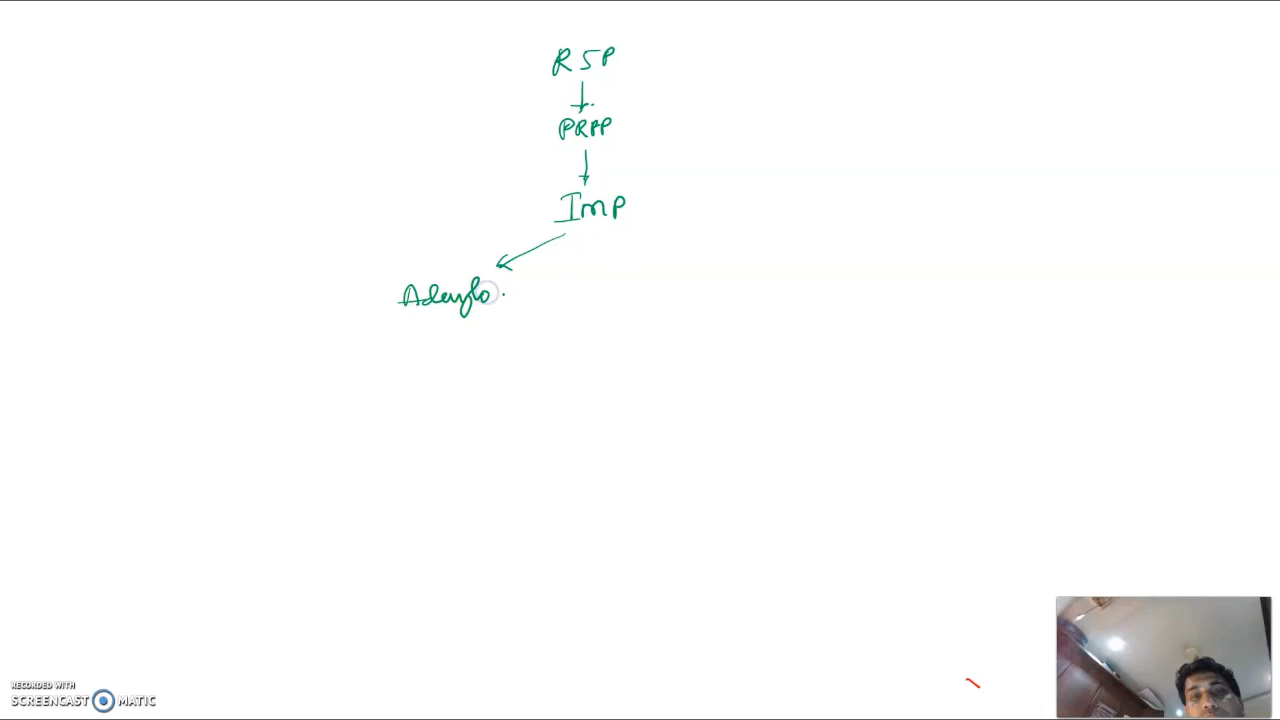 R5P
PRPP
IMP
Adenylo
RECORDED WITH
SCREENCAST MATIC